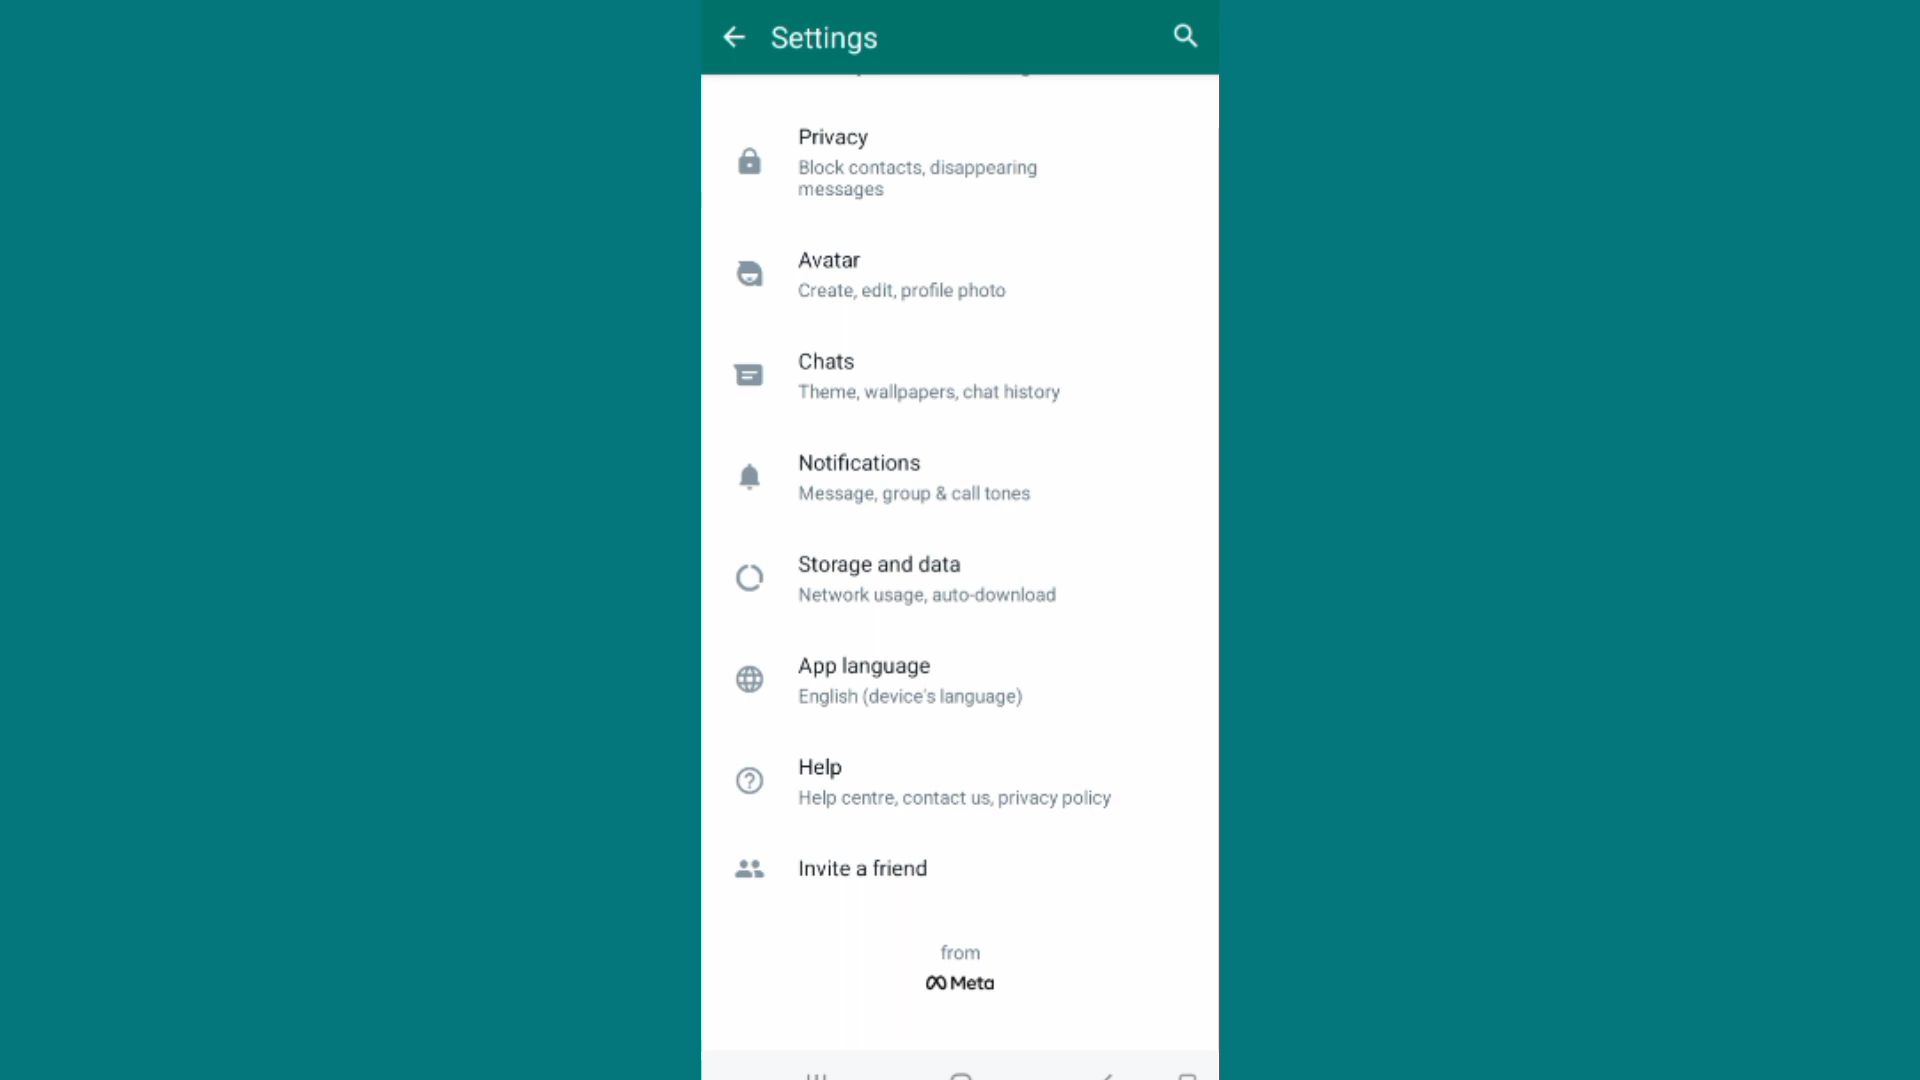 Settings
Privacy
Block contacts, disappearing
messages
Avatar
Create, edit, profile photo
Chats
Theme, wallpapers, chat history
Notifications
Message, group & call tones
Storage and data
Network usage, auto-download
App language
English (device's language)
Help
Help centre, contact us, privacy policy
Invite a friend
from
Meta